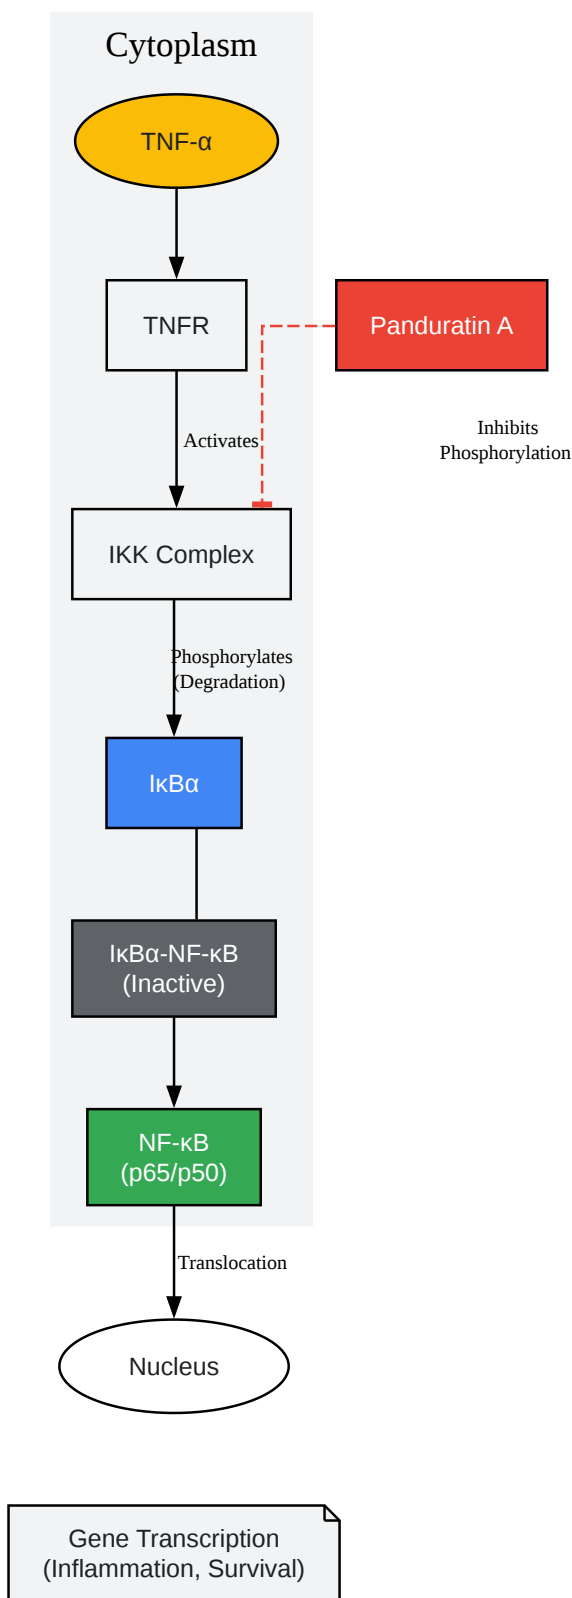 Cytoplasm
TNF-α
TNFR
Panduratin A
Activates
Inhibits
Phosphorylation
IKK Complex
Phosphorylates
(Degradation)
IκBα
IκBα-NF-κB
(Inactive)
NF-κB
(p65/p50)
Translocation
Nucleus
Gene Transcription
(Inflammation, Survival)